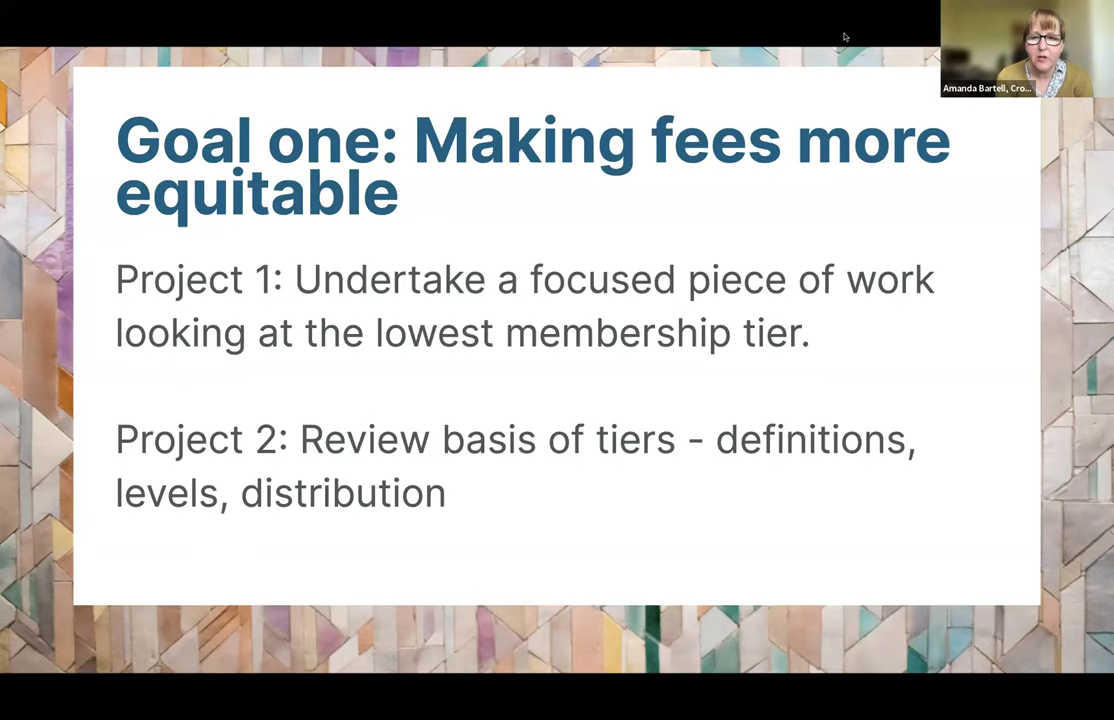 Amanda Bartell, Cro...
Goal one: Making fees more
equitable
Project 1: Undertake a focused piece of work
looking at the lowest membership tier.
Project 2: Review basis of tiers - definitions,
levels, distribution